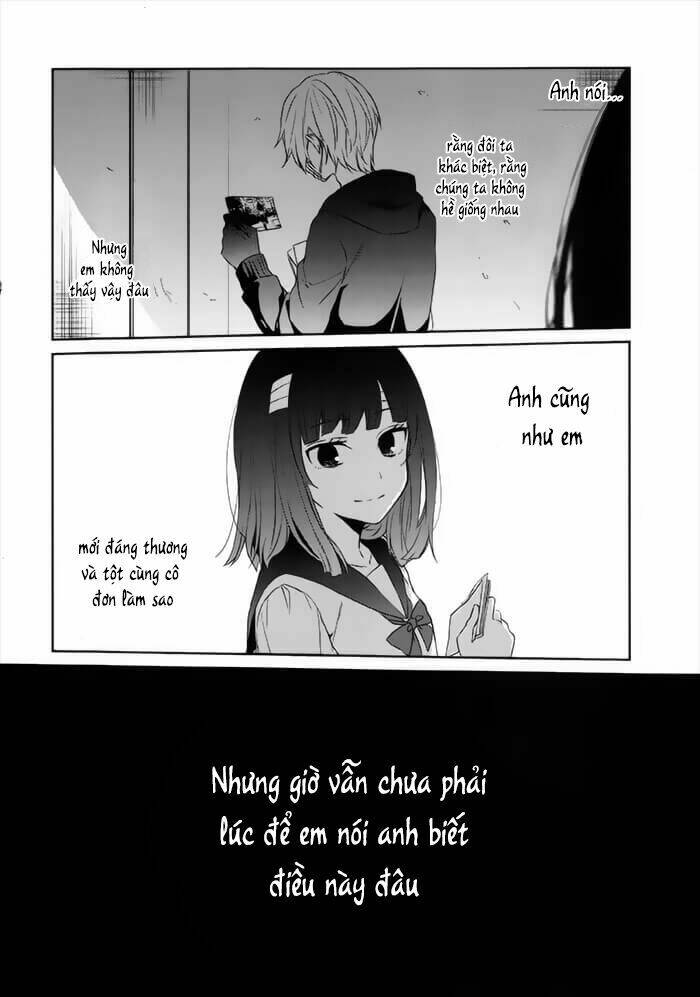 Anh nói...
rằng đôi ta
khác biệt, rằng
chúng ta không
hề giống nhau
Nhưng
em không
thấy vậy đâu
Anh cũng
như em
mới đáng thương
và tột cùng cô
đơn làm sao
Nhưng giờ vẫn chưa phải
lúc để em nói anh biết
điều này đâu